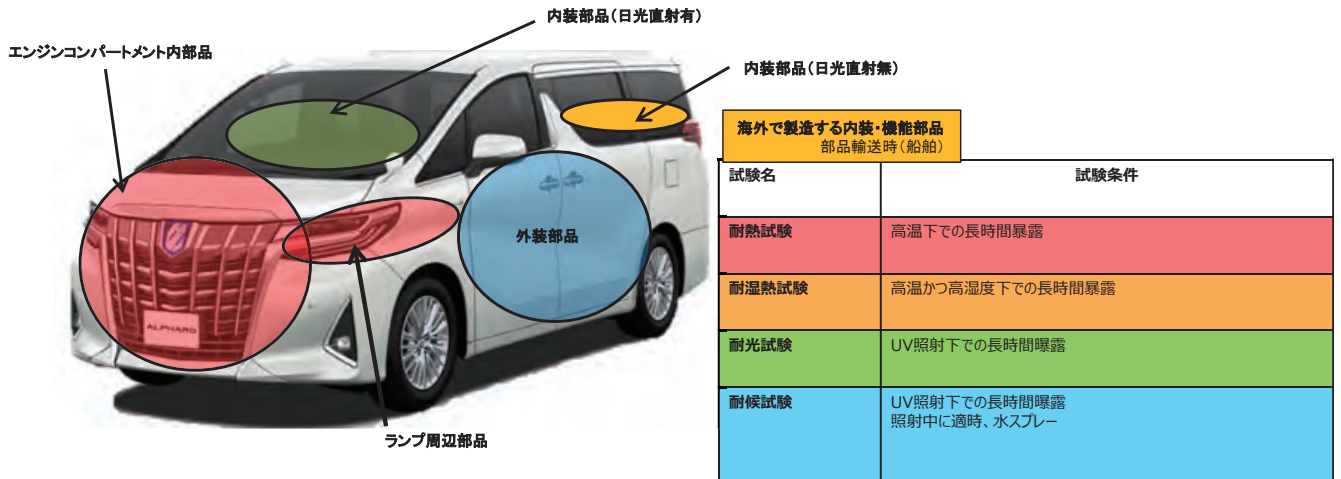 内装部品(日光直射有)
エンジンコンパートメント内部品
内装部品(日光直射無)
海外で製造する内装・機能部品
部品輸送時(船舶)
外装部品
ALPHARD
ランプ周辺部品
試験名 試験条件
耐熱試験 高温下での長時間暴露
耐湿熱試験 高温かつ高湿度下での長時間暴露
耐光試験 UV照射下での長時間曝露
耐候試験 UV照射下での長時間曝露
照射中に適時、水スプレー